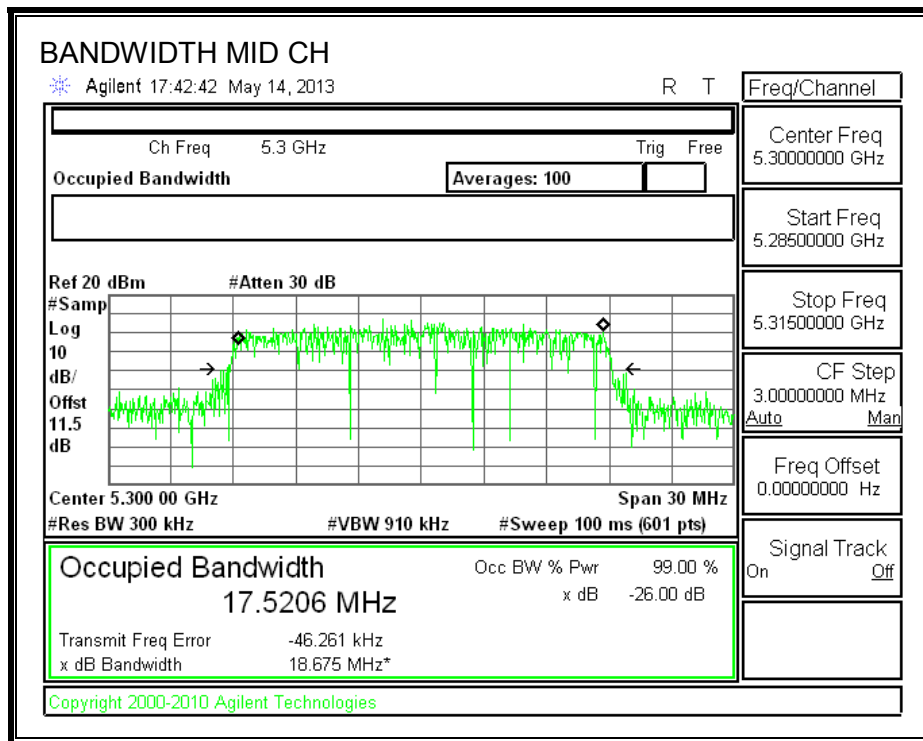 BANDWIDTH MID CH
Agilent 17:42:42 May 14, 2013 R T
Freq/Channel
Ch Freq 5.3 GHz Trig Free
Occupied Bandwidth Averages: 100
Center Freq
5.30000000 GHz
Start Freq
5.28500000 GHz
Stop Freq
5.31500000 GHz
CF Step
3.00000000 MHz
Auto Man
Freq Offset
0.00000000 Hz
Signal Track
On Off
Ref 20 dBm #Atten 30 dB
#Samp
Log
10
dB/
Offst
11.5
dB
Center 5.300 00 GHz Span 30 MHz
#Res BW 300 kHz #VBW 910 kHz #Sweep 100 ms (601 pts)
Occupied Bandwidth Occ BW % Pwr 99.00 %
17.5206 MHz x dB -26.00 dB
Transmit Freq Error -46.261 kHz
x dB Bandwidth 18.675 MHz*
Copyright 2000-2010 Agilent Technologies